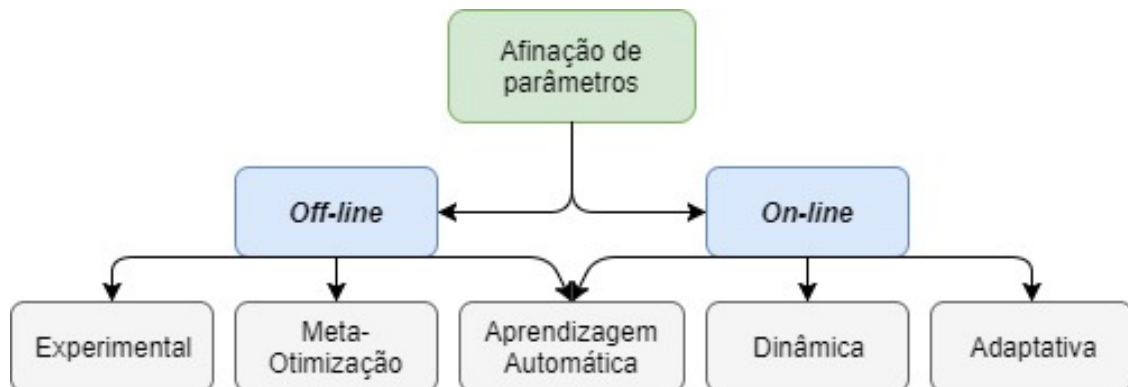 Afinação de
parâmetros
Off-line
On-line
Experimental
Meta-
Otimização
Aprendizagem
Automática
Dinâmica
Adaptativa